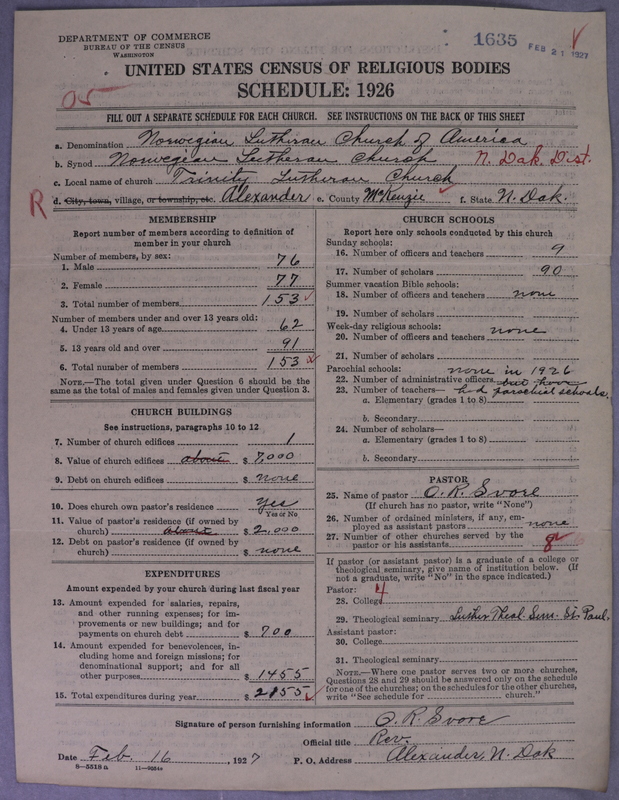 DEPARTMENT OF COMMERCE
BUREAU OF THE CENSUS
WASHINGTON
1635
FEB 21 1927
UNITED STATES CENSUS OF RELIGIOUS BODIES
SCHEDULE: 1926
05
FILL OUT A SEPARATE SCHEDULE FOR EACH CHURCH. SEE INSTRUCTIONS ON THE BACK OF THIS SHEET
a. Denomination Norwegian Lutheran Church of America
b. Synod Norwegian Lutheran Church N. Dak. Dist.
c. Local name of church Trinity Lutheran Church
R d. City, town, village, or township, etc. Alexander e. County McKenzie f. State N. Dak.
MEMBERSHIP
Report number of members according to definition of
member in your church
Number of members, by sex:
1. Male 76
2. Female 77
3. Total number of members 153
Number of members under and over 13 years old:
4. Under 13 years of age 62
5. 13 years old and over 91
6. Total number of members 153
NOTE.—The total given under Question 6 should be the
same as the total of males and females given under Question 3.
CHURCH BUILDINGS
See instructions, paragraphs 10 to 12
7. Number of church edifices 1
8. Value of church edifices about $ 7,000
9. Debt on church edifices $ none
10. Does church own pastor's residence Yes
Yes or No
11. Value of pastor's residence (if owned by
church) about $ 2,000
12. Debt on pastor's residence (if owned by
church) $ none
EXPENDITURES
Amount expended by your church during last fiscal year
13. Amount expended for salaries, repairs,
and other running expenses; for im-
provements or new buildings; and for
payments on church debt $ 700
14. Amount expended for benevolences, in-
cluding home and foreign missions; for
denominational support; and for all
other purposes $ 1455
15. Total expenditures during year $ 2155
CHURCH SCHOOLS
Report here only schools conducted by this church
Sunday schools:
16. Number of officers and teachers 9
17. Number of scholars 90
Summer vacation Bible schools:
18. Number of officers and teachers none
19. Number of scholars
Week-day religious schools:
20. Number of officers and teachers none
21. Number of scholars
Parochial schools: none in 1926
22. Number of administrative officers but have
23. Number of teachers— had parochial schools.
a. Elementary (grades 1 to 8)
b. Secondary
24. Number of scholars—
a. Elementary (grades 1 to 8)
b. Secondary
PASTOR
25. Name of pastor O. R. Svore
(If church has no pastor, write "None")
26. Number of ordained ministers, if any, em-
ployed as assistant pastors none
27. Number of other churches served by the
pastor or his assistants
If pastor (or assistant pastor) is a graduate of a college or
theological seminary, give name of institution below. (If
not a graduate, write "No" in the space indicated.)
Pastor: 4
28. College
29. Theological seminary Luther Theol. Sem. St. Paul.
Assistant pastor:
30. College
31. Theological seminary
NOTE.—Where one pastor serves two or more churches,
Questions 28 and 29 should be answered only on the schedule
for one of the churches; on the schedules for the other churches,
write "See schedule for church."
Signature of person furnishing information O. R. Svore
Official title Rev.
Date Feb. 16, 1927 P. O. Address Alexander, N. Dak
8—5518 a 11—9054a